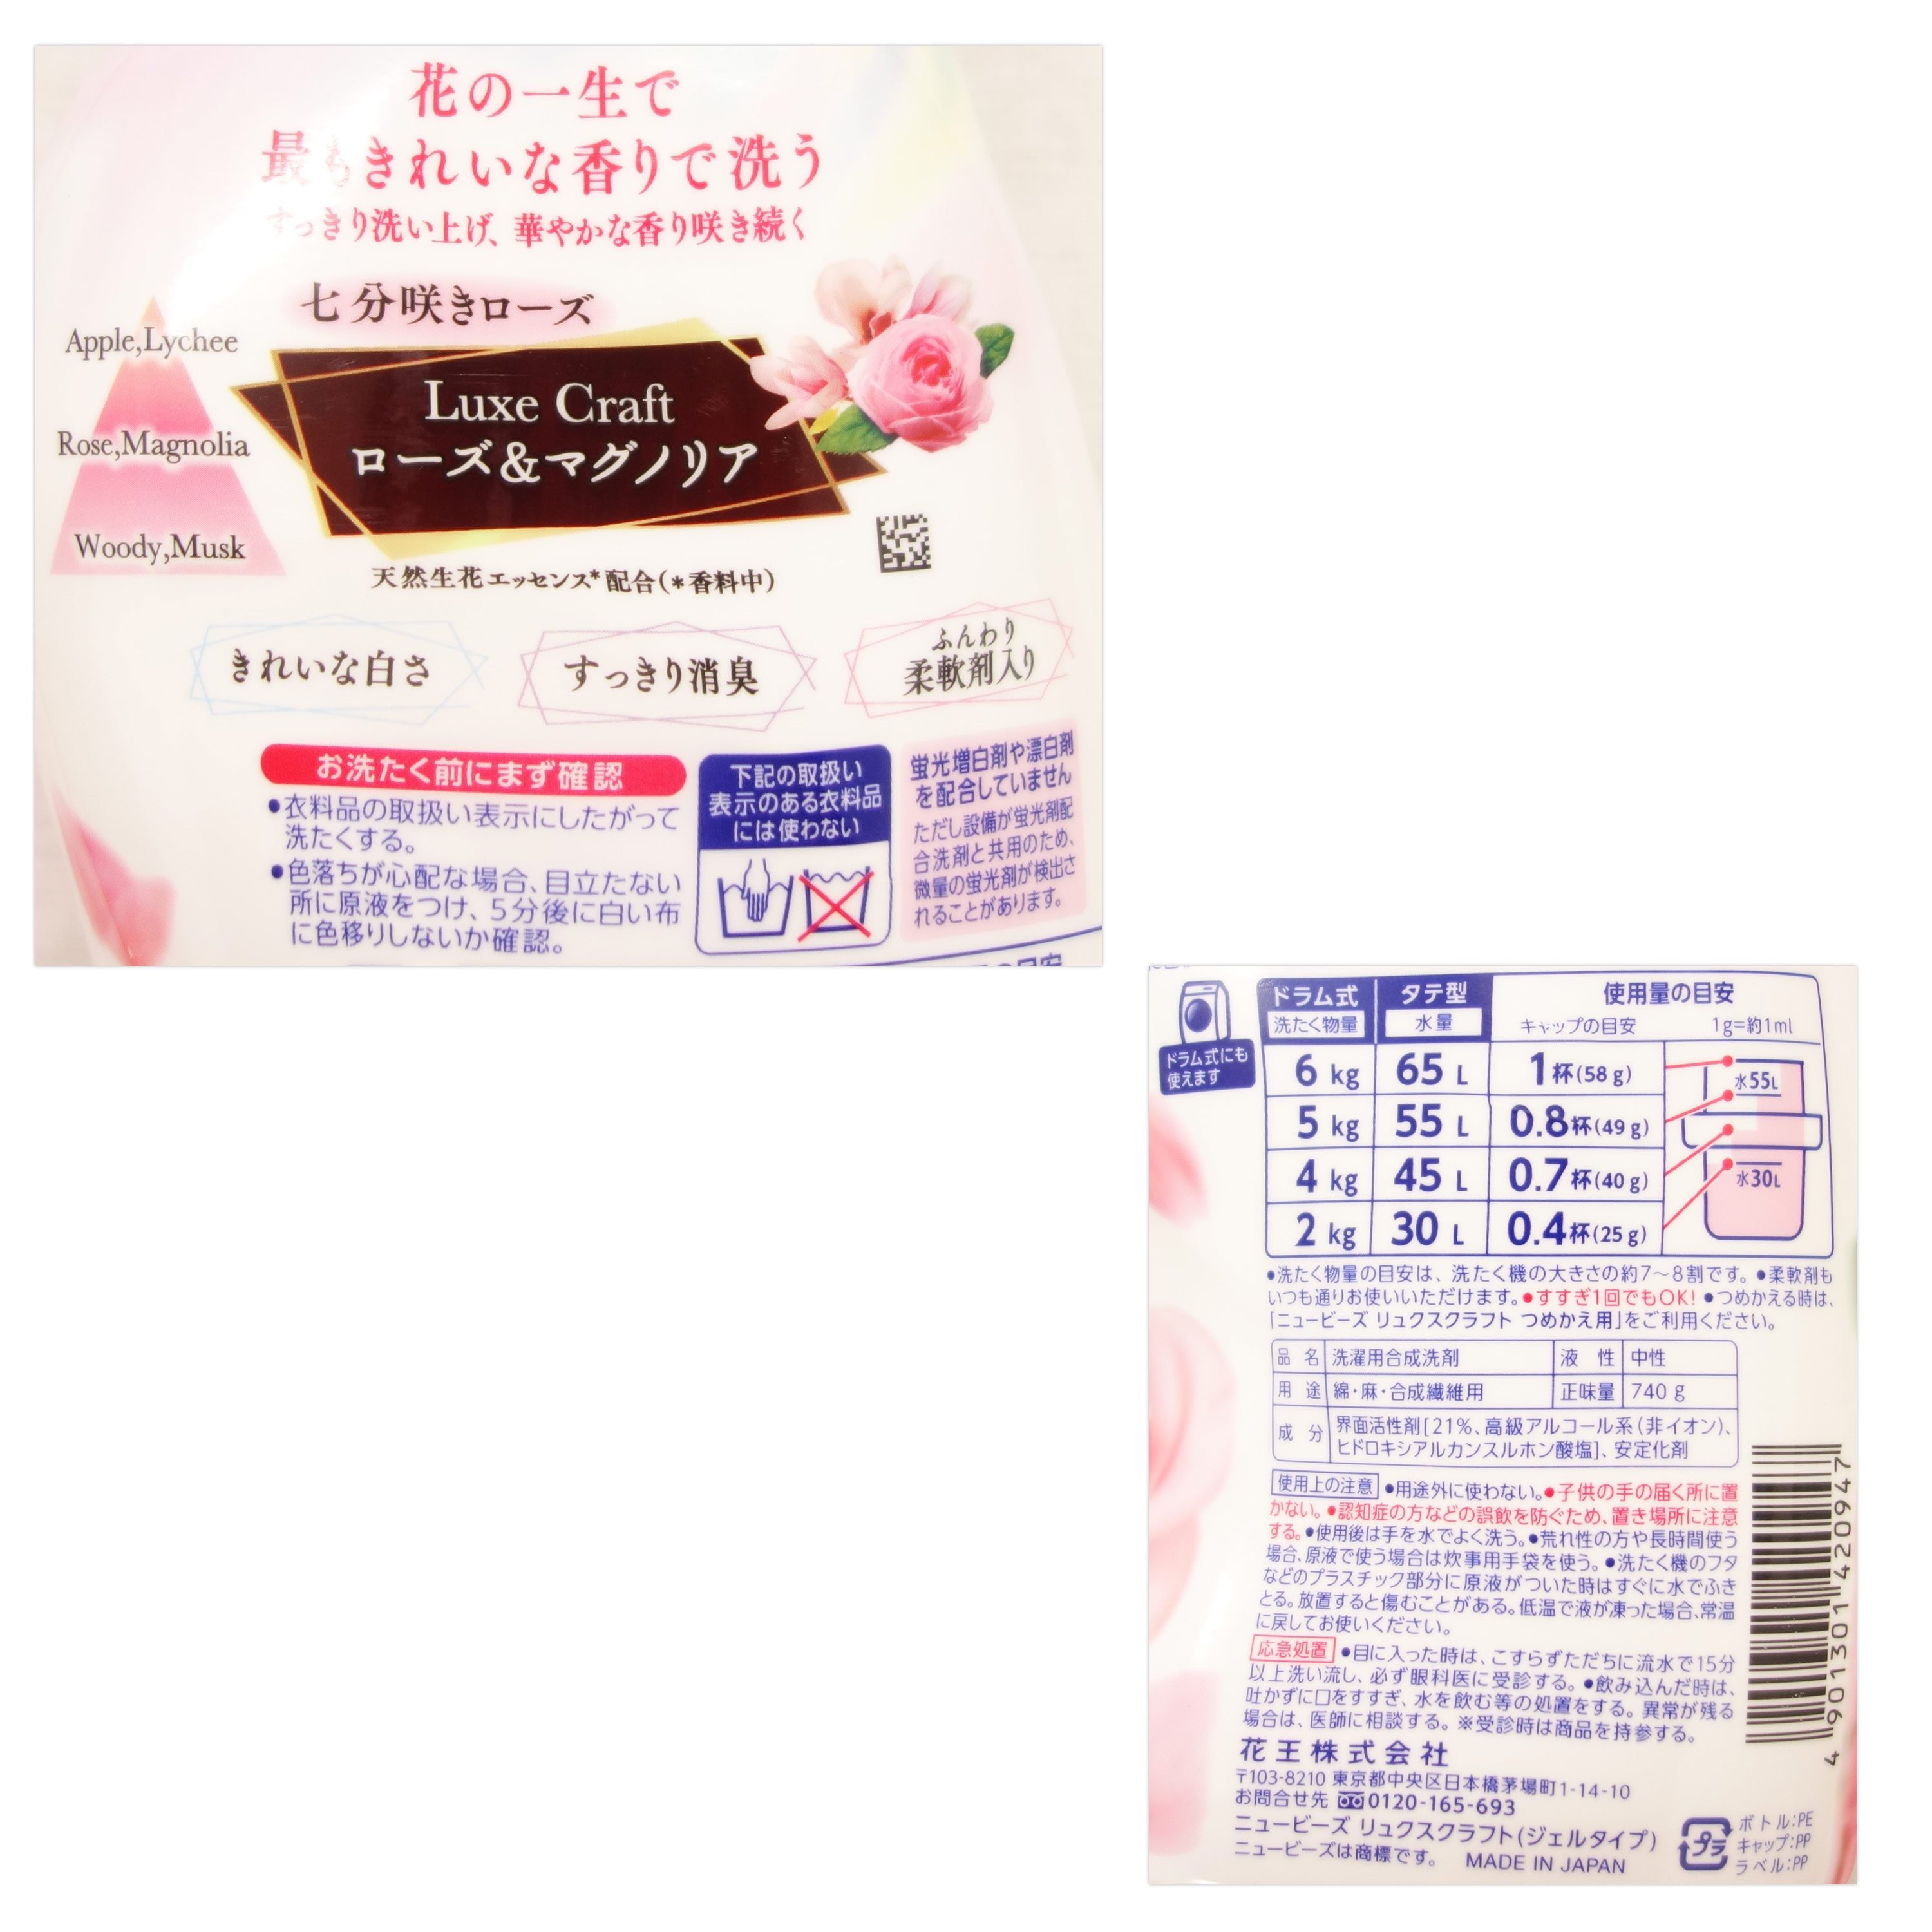 花の一生で
最もきれいな香りで洗う
すっきり洗い上げ、華やかな香り咲き続く
七分咲きローズ
Apple,Lychee
Rose,Magnolia
Woody,Musk
Luxe Craft
ローズ&マグノリア
天然生花エッセンス*配合(*香料中)
きれいな白さ
すっきり消臭
ふんわり
柔軟剤入り
お洗たく前にまず確認
●衣料品の取扱い表示にしたがって
洗たくする。
●色落ちが心配な場合、目立たない
所に原液をつけ、5分後に白い布
に色移りしないか確認。
下記の取扱い
表示のある衣料品
には使わない
蛍光増白剤や漂白剤
を配合していません
ただし設備が蛍光剤配
合洗剤と共用のため、
微量の蛍光剤が検出さ
れることがあります。
ドラム式にも
使えます
ドラム式 タテ型 使用量の目安
洗たく物量 水量 キャップの目安 1g=約1ml
6 kg 65 L 1杯(58g)
5 kg 55 L 0.8杯(49g)
4 kg 45 L 0.7杯(40g)
2 kg 30 L 0.4杯(25g)
水55L
水30L
●洗たく物量の目安は、洗たく機の大きさの約7~8割です。●柔軟剤も
いつも通りお使いいただけます。●すすぎ1回でもOK! ●つめかえる時は、
「ニュービーズ リュクスクラフト つめかえ用」をご利用ください。
品名 洗濯用合成洗剤 液性 中性
用途 綿・麻・合成繊維用 正味量 740g
成分 界面活性剤[21%、高級アルコール系(非イオン)、
ヒドロキシアルカンスルホン酸塩]、安定化剤
使用上の注意 ●用途外に使わない。●子供の手の届く所に置
かない。●認知症の方などの誤飲を防ぐため、置き場所に注意
する。●使用後は手を水でよく洗う。●荒れ性の方や長時間使う
場合、原液で使う場合は炊事用手袋を使う。●洗たく機のフタ
などのプラスチック部分に原液がついた時はすぐに水でふき
とる。放置すると傷むことがある。低温で液が凍った場合、常温
に戻してお使いください。
応急処置 ●目に入った時は、こすらずただちに流水で15分
以上洗い流し、必ず眼科医に受診する。●飲み込んだ時は、
吐かずに口をすすぎ、水を飲む等の処置をする。異常が残る
場合は、医師に相談する。※受診時は商品を持参する。
花王株式会社
〒103-8210 東京都中央区日本橋茅場町1-14-10
お問合せ先 0120-165-693
ニュービーズ リュクスクラフト(ジェルタイプ)
ニュービーズは商標です。 MADE IN JAPAN
プラ
ボトル:PE
キャップ:PP
ラベル:PP
4 901301 420947